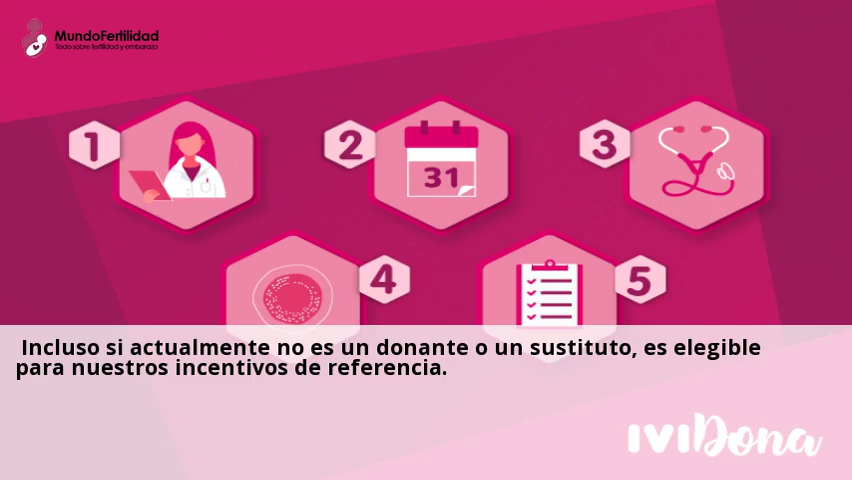 MundoFertilidad
Todo sobre fertilidad y embarazo
1
2
3
31
4
5
Incluso si actualmente no es un donante o un sustituto, es elegible
para nuestros incentivos de referencia.
IVIDona